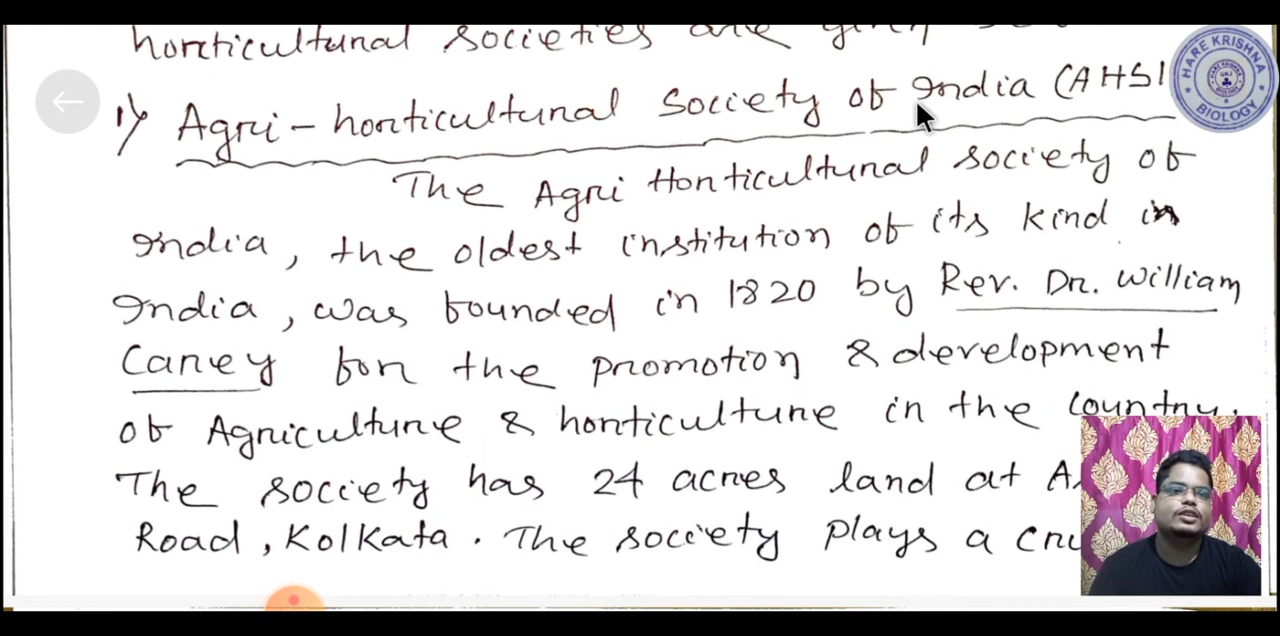 horticultural societies are given
1) Agri-horticultural Society of India (AHSI
The Agri Horticultural society of
India, the oldest institution of its kind in
India, was founded in 1820 by Rev. Dr. William
Carey for the promotion & development
of Agriculture & horticulture in the country.
The society has 24 acres land at
Road, Kolkata. The society plays a
HARE KRISHNA
BIOLOGY